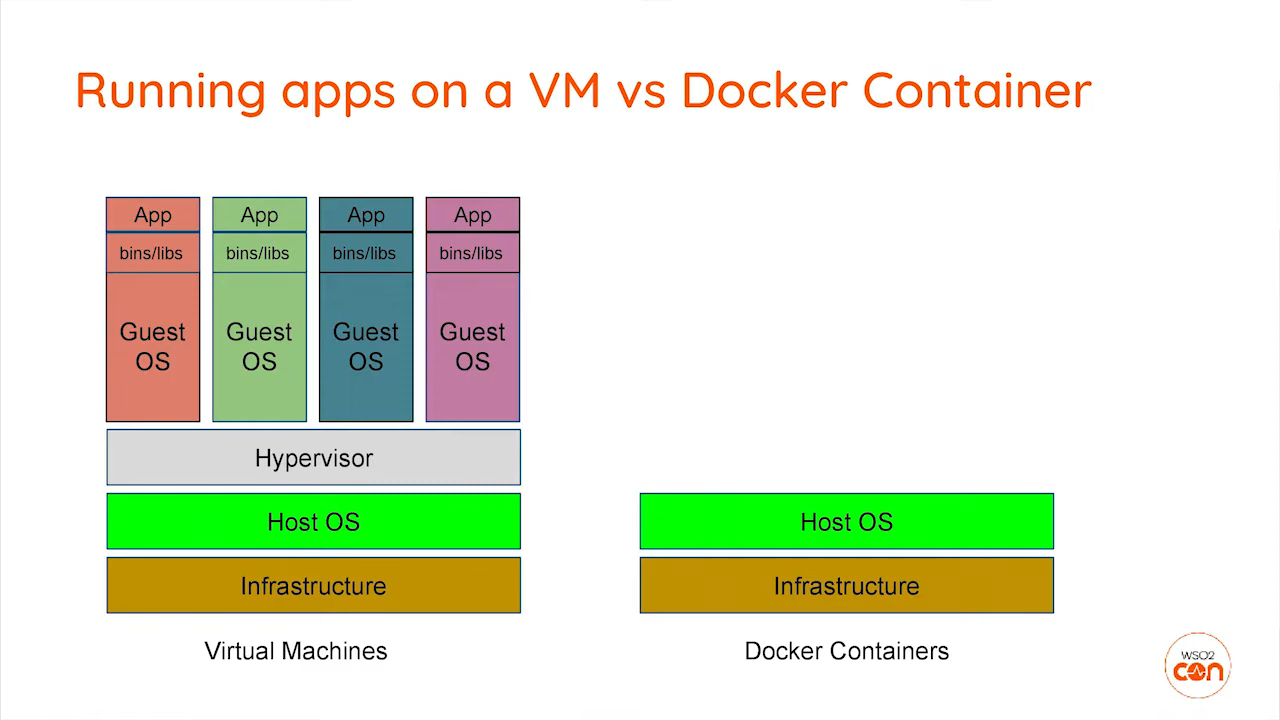 Running apps on a VM vs Docker Container
App
App
App
App
bins/libs
bins/libs
bins/libs
bins/libs
Guest
OS
Guest
OS
Guest
OS
Guest
OS
Hypervisor
Host OS
Infrastructure
Virtual Machines
Host OS
Infrastructure
Docker Containers
WSO2
con